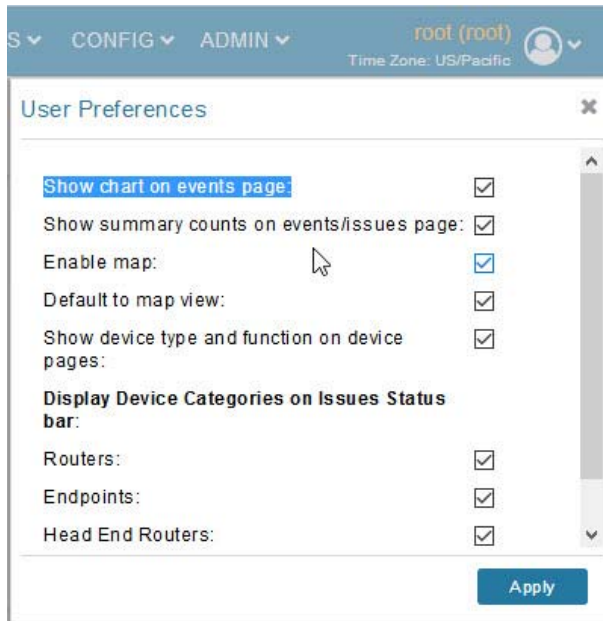 S CONFIG ADMIN root (root)
Time Zone: US/Pacific
User Preferences
Show chart on events page:
Show summary counts on events/issues page:
Enable map:
Default to map view:
Show device type and function on device
pages:
Display Device Categories on Issues Status
bar:
Routers:
Endpoints:
Head End Routers:
Apply